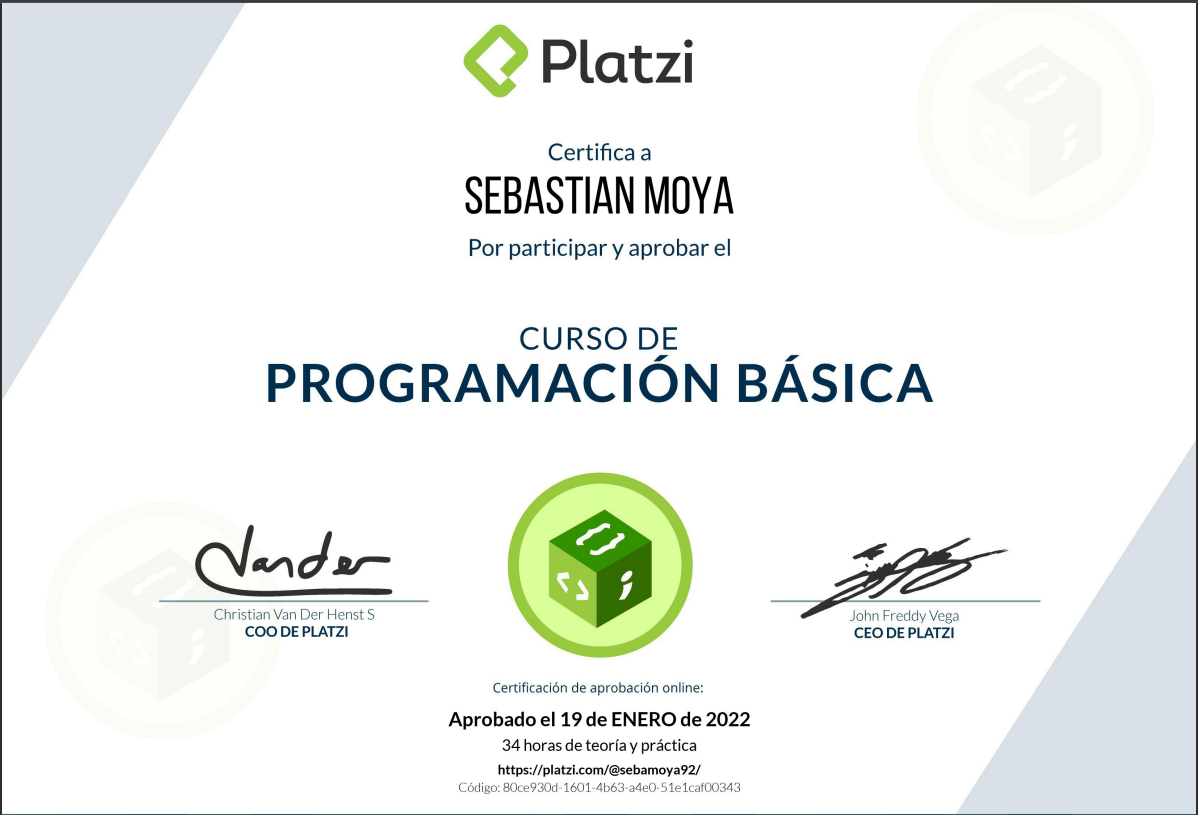 Platzi
Certifica a
SEBASTIAN MOYA
Por participar y aprobar el
CURSO DE
PROGRAMACIÓN BÁSICA
Vander
Christian Van Der Henst S
COO DE PLATZI
John Freddy Vega
CEO DE PLATZI
Certificación de aprobación online:
Aprobado el 19 de ENERO de 2022
34 horas de teoría y práctica
https://platzi.com/@sebamoya92/
Código: 80ce930d-1601-4b63-a4e0-51e1caf00343